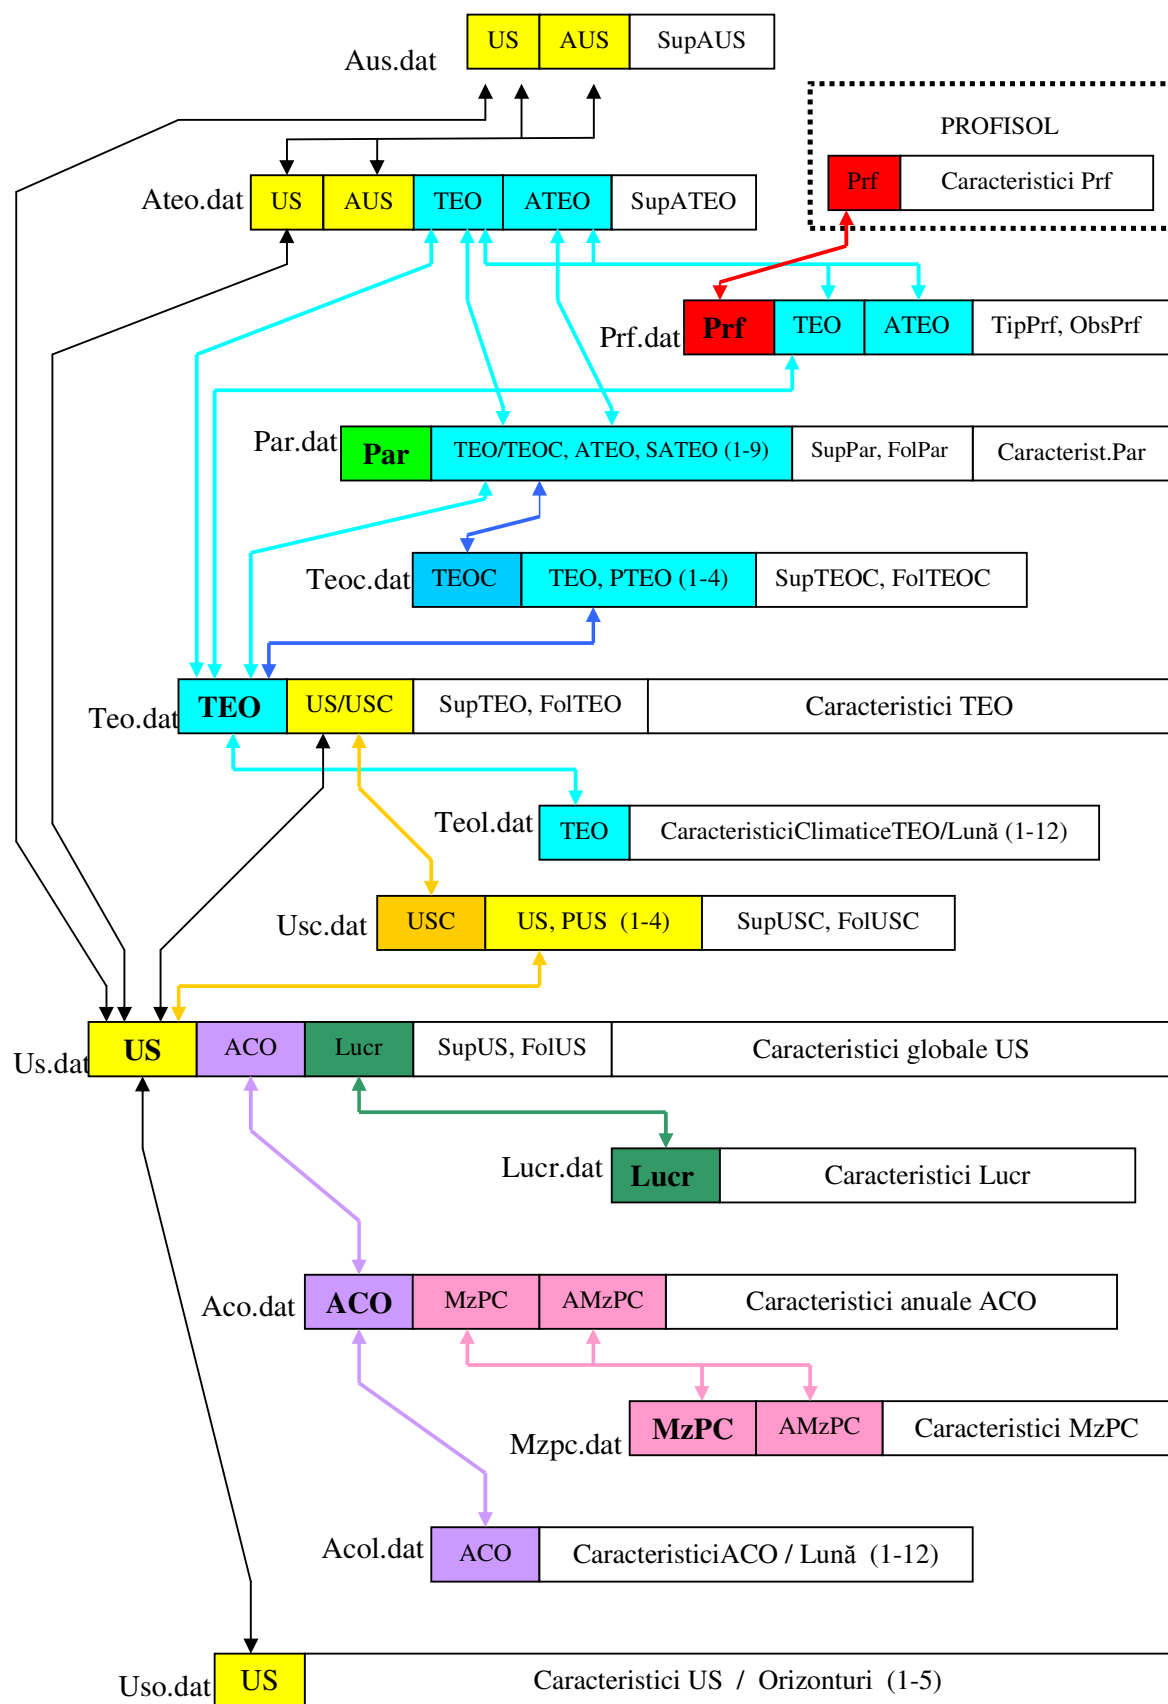 Aus.dat US AUS SupAUS
PROFISOL
Prf Caracteristici Prf
Ateo.dat US AUS TEO ATEO SupATEO
Prf.dat Prf TEO ATEO TipPrf, ObsPrf
Par.dat Par TEO/TEOC, ATEO, SATEO (1-9) SupPar, FolPar Caracterist.Par
Teoc.dat TEOC TEO, PTEO (1-4) SupTEOC, FolTEOC
Teo.dat TEO US/USC SupTEO, FolTEO Caracteristici TEO
Teol.dat TEO CaracteristiciClimaticeTEO/Lună (1-12)
Usc.dat USC US, PUS (1-4) SupUSC, FolUSC
Us.dat US ACO Lucr SupUS, FolUS Caracteristici globale US
Lucr.dat Lucr Caracteristici Lucr
Aco.dat ACO MzPC AMzPC Caracteristici anuale ACO
Mzpc.dat MzPC AMzPC Caracteristici MzPC
Acol.dat ACO CaracteristiciACO / Lună (1-12)
Uso.dat US Caracteristici US / Orizonturi (1-5)